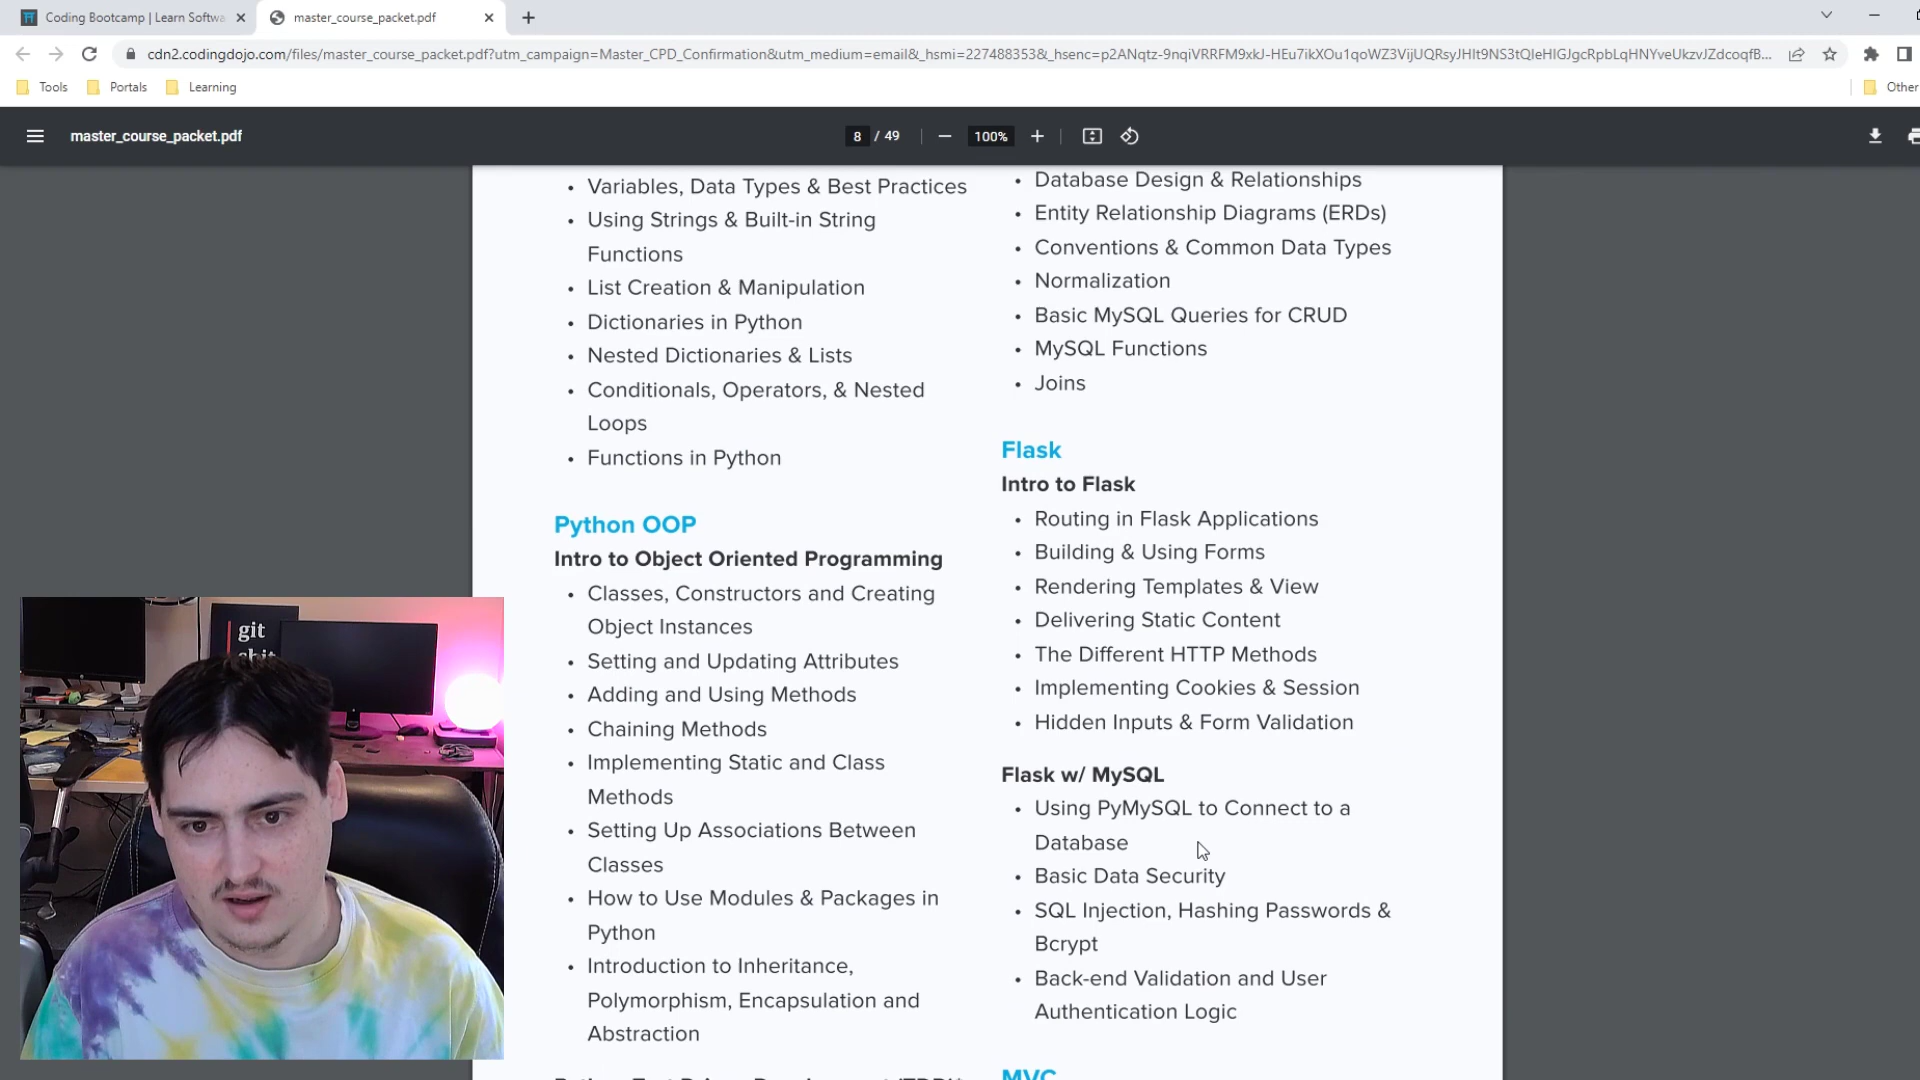 Coding Bootcamp | Learn Softwa
master_course_packet.pdf
cdn2.codingdojo.com/files/master_course_packet.pdf?utm_campaign=Master_CPD_Confirmation&utm_medium=email&_hsmi=227488353&_hsenc=p2ANqtz-9nqiVRRFM9xkJ-HEu7ikXOu1qoWZ3VijUQRsyJHIt9NS3tQIeHIGJgcRpbLqHNYveUkzvJZdcoqfB...
Tools
Portals
Learning
Other
master_course_packet.pdf
8 / 49
100%
• Variables, Data Types & Best Practices
• Using Strings & Built-in String
Functions
• List Creation & Manipulation
• Dictionaries in Python
• Nested Dictionaries & Lists
• Conditionals, Operators, & Nested
Loops
• Functions in Python
Python OOP
Intro to Object Oriented Programming
• Classes, Constructors and Creating
Object Instances
• Setting and Updating Attributes
• Adding and Using Methods
• Chaining Methods
• Implementing Static and Class
Methods
• Setting Up Associations Between
Classes
• How to Use Modules & Packages in
Python
• Introduction to Inheritance,
Polymorphism, Encapsulation and
Abstraction
• Database Design & Relationships
• Entity Relationship Diagrams (ERDs)
• Conventions & Common Data Types
• Normalization
• Basic MySQL Queries for CRUD
• MySQL Functions
• Joins
Flask
Intro to Flask
• Routing in Flask Applications
• Building & Using Forms
• Rendering Templates & View
• Delivering Static Content
• The Different HTTP Methods
• Implementing Cookies & Session
• Hidden Inputs & Form Validation
Flask w/ MySQL
• Using PyMySQL to Connect to a
Database
• Basic Data Security
• SQL Injection, Hashing Passwords &
Bcrypt
• Back-end Validation and User
Authentication Logic
MVC
git